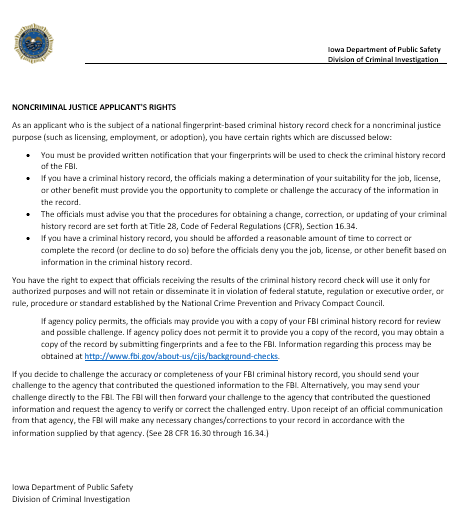 Iowa Department of Public Safety
Division of Criminal Investigation
NONCRIMINAL JUSTICE APPLICANT'S RIGHTS
As an applicant who is the subject of a national fingerprint-based criminal history record check for a noncriminal justice
purpose (such as licensing, employment, or adoption), you have certain rights which are discussed below:
• You must be provided written notification that your fingerprints will be used to check the criminal history record
of the FBI.
• If you have a criminal history record, the officials making a determination of your suitability for the job, license,
or other benefit must provide you the opportunity to complete or challenge the accuracy of the information in
the record.
• The officials must advise you that the procedures for obtaining a change, correction, or updating of your criminal
history record are set forth at Title 28, Code of Federal Regulations (CFR), Section 16.34.
• If you have a criminal history record, you should be afforded a reasonable amount of time to correct or
complete the record (or decline to do so) before the officials deny you the job, license, or other benefit based on
information in the criminal history record.
You have the right to expect that officials receiving the results of the criminal history record check will use it only for
authorized purposes and will not retain or disseminate it in violation of federal statute, regulation or executive order, or
rule, procedure or standard established by the National Crime Prevention and Privacy Compact Council.
If agency policy permits, the officials may provide you with a copy of your FBI criminal history record for review
and possible challenge. If agency policy does not permit it to provide you a copy of the record, you may obtain a
copy of the record by submitting fingerprints and a fee to the FBI. Information regarding this process may be
obtained at http://www.fbi.gov/about-us/cjis/background-checks.
If you decide to challenge the accuracy or completeness of your FBI criminal history record, you should send your
challenge to the agency that contributed the questioned information to the FBI. Alternatively, you may send your
challenge directly to the FBI. The FBI will then forward your challenge to the agency that contributed the questioned
information and request the agency to verify or correct the challenged entry. Upon receipt of an official communication
from that agency, the FBI will make any necessary changes/corrections to your record in accordance with the
information supplied by that agency. (See 28 CFR 16.30 through 16.34.)
Iowa Department of Public Safety
Division of Criminal Investigation